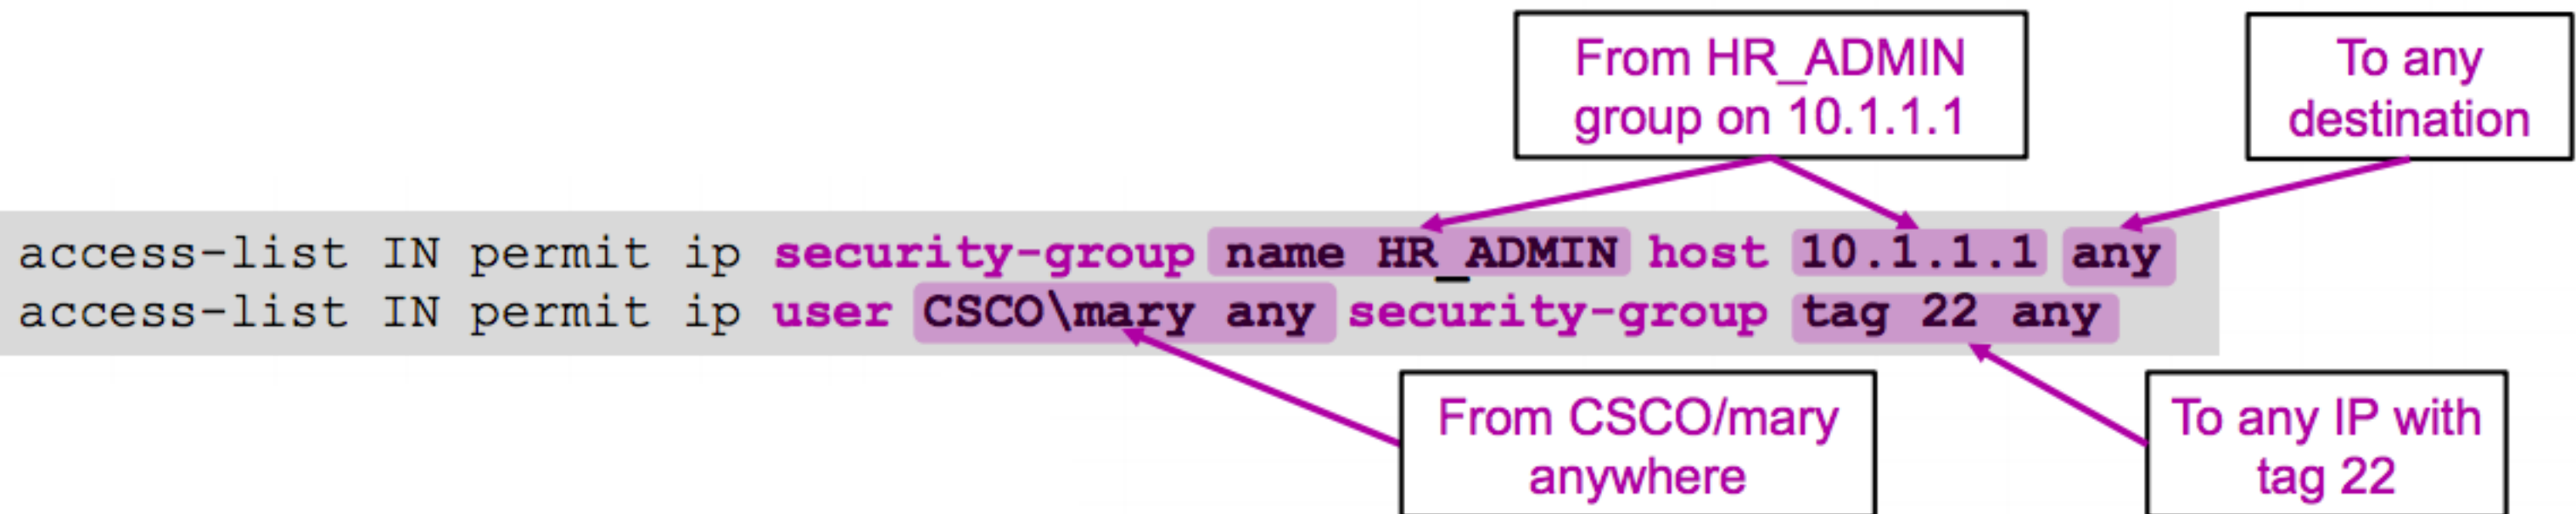 From HR_ADMIN
group on 10.1.1.1
To any
destination
access-list IN permit ip security-group name HR_ADMIN host 10.1.1.1 any
access-list IN permit ip user CSCO\mary any security-group tag 22 any
From CSCO/mary
anywhere
To any IP with
tag 22